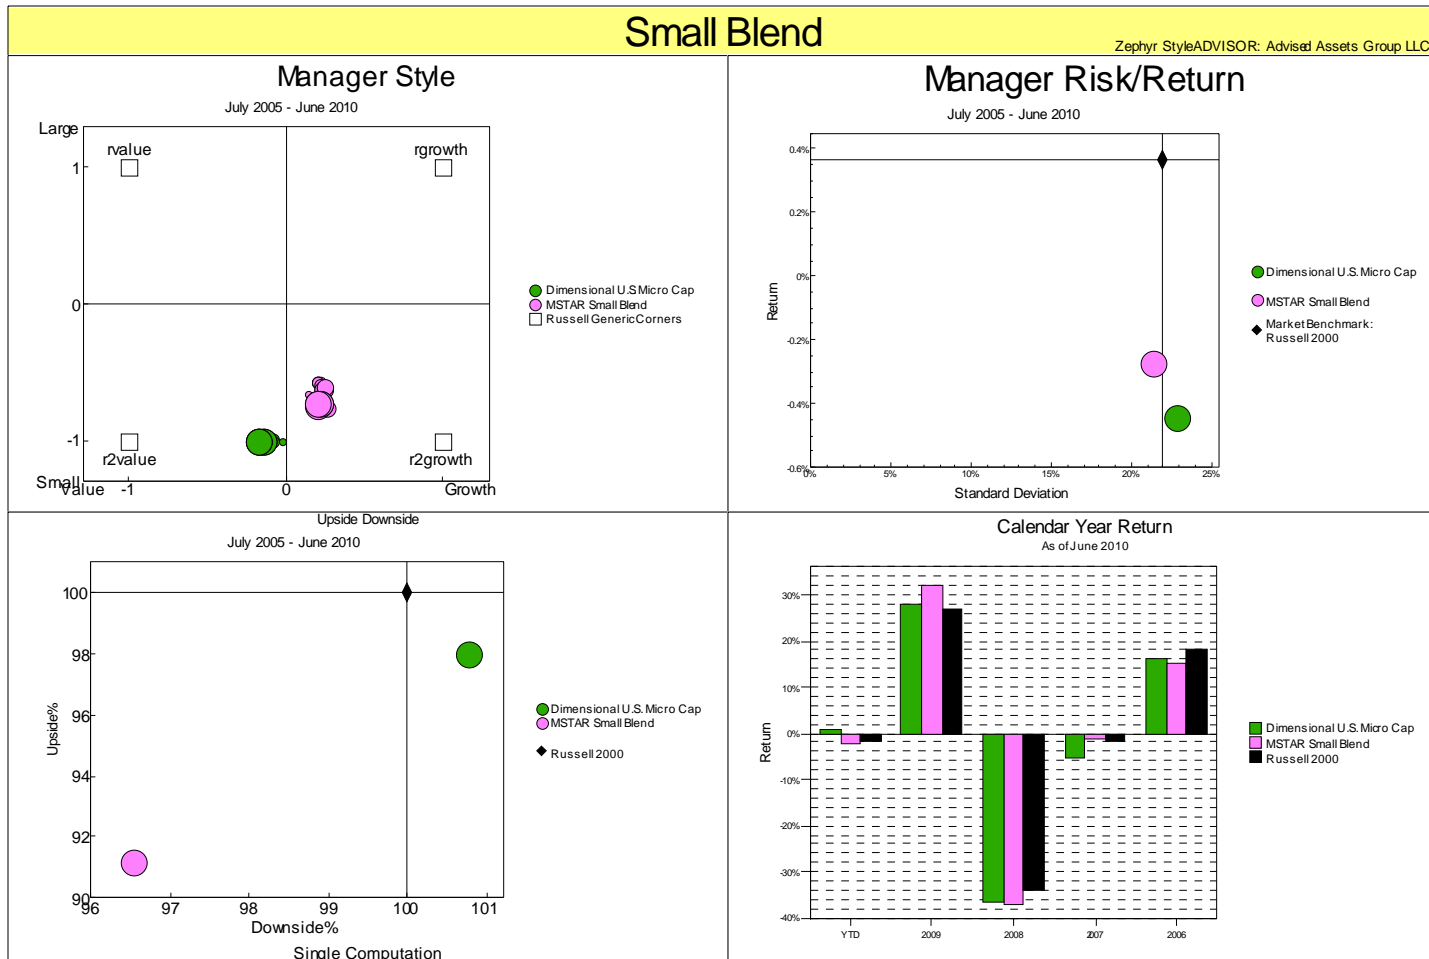 Small Blend
Zephyr StyleADVISOR: Advised Assets Group LLC
Manager Style
July 2005 - June 2010
Large
rvalue
rgrowth
1
0
-1
r2value
r2growth
Small
Value
-1
0
Growth
Dimensional U.S Micro Cap
MSTAR Small Blend
Russell Generic Corners
Manager Risk/Return
July 2005 - June 2010
0.4%
0.2%
0%
-0.2%
-0.4%
-0.6%
Return
0%
5%
10%
15%
20%
25%
Standard Deviation
Dimensional U.S. Micro Cap
MSTAR Small Blend
Market Benchmark:
Russell 2000
Upside Downside
July 2005 - June 2010
100
98
96
94
92
90
Upside%
96
97
98
99
100
101
Downside%
Single Computation
Dimensional U.S. Micro Cap
MSTAR Small Blend
Russell 2000
Calendar Year Return
As of June 2010
30%
20%
10%
0%
-10%
-20%
-30%
-40%
Return
YTD
2009
2008
2007
2006
Dimensional U.S. Micro Cap
MSTAR Small Blend
Russell 2000